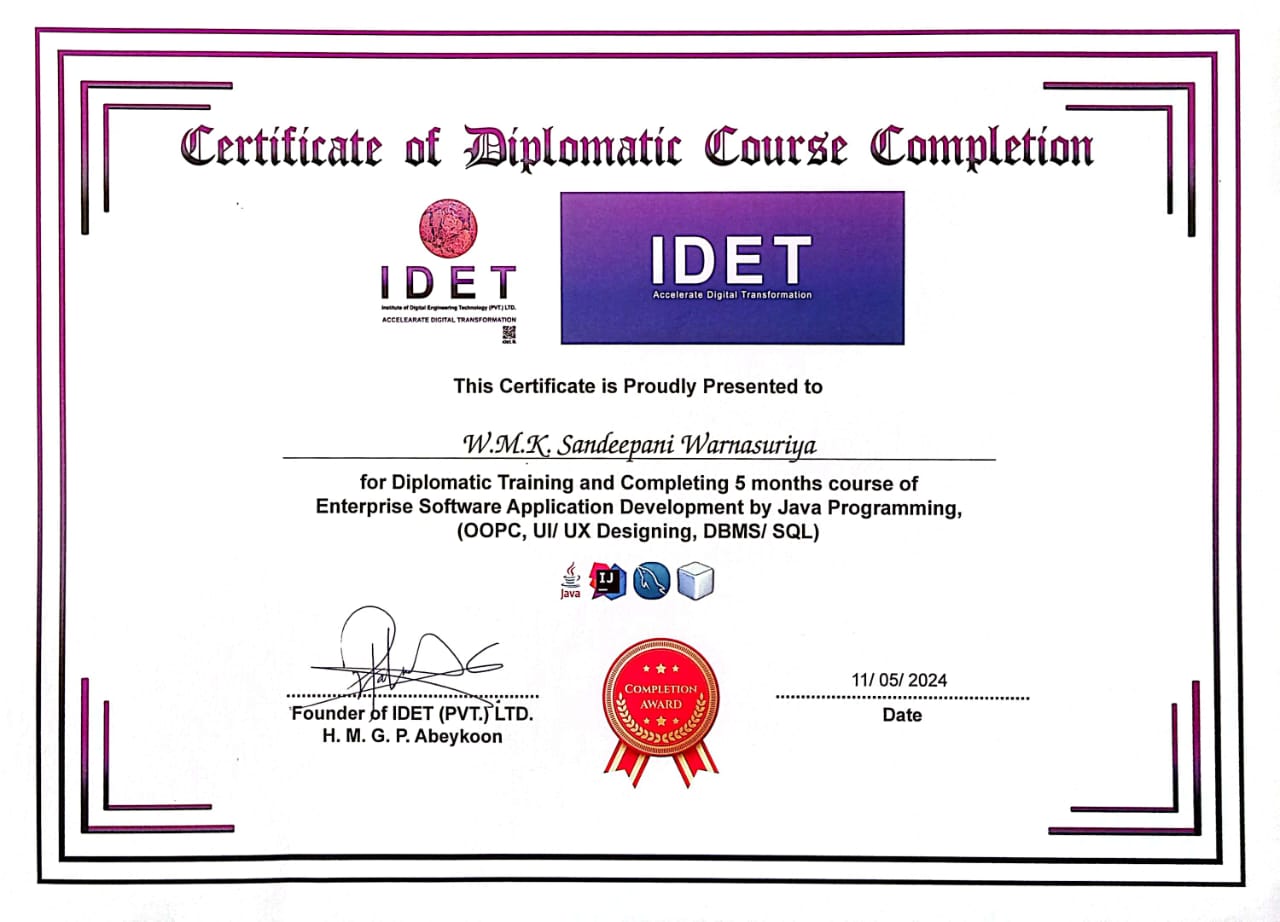 Certificate of Diplomatic Course Completion
IDET
Institute of Digital Engineering Technology (PVT.) LTD.
ACCELEARATE DIGITAL TRANSFORMATION
IDET
Accelerate Digital Transformation
This Certificate is Proudly Presented to
W.M.K. Sandeepani Warnasuriya
for Diplomatic Training and Completing 5 months course of
Enterprise Software Application Development by Java Programming,
(OOPC, UI/ UX Designing, DBMS/ SQL)
Java
IJ
COMPLETION
AWARD
11/ 05/ 2024
Founder of IDET (PVT.) LTD.
H. M. G. P. Abeykoon
Date